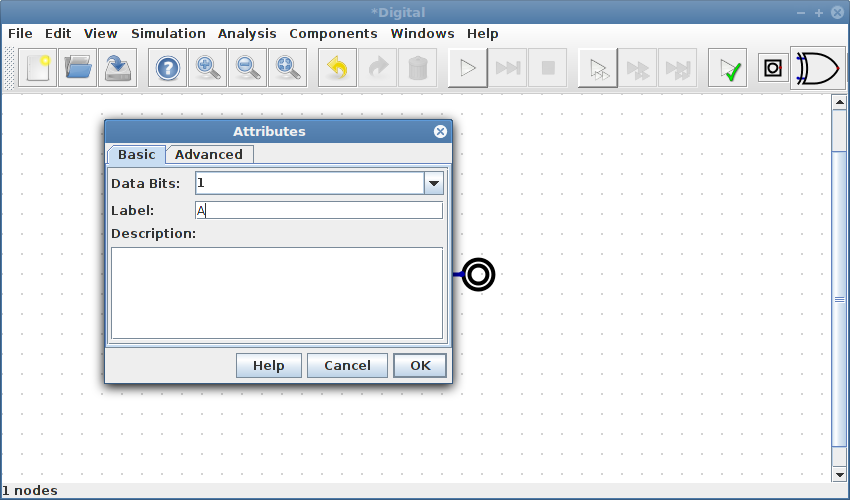 *Digital
File Edit View Simulation Analysis Components Windows Help
Attributes
Basic Advanced
Data Bits: 1
Label: A
Description:
Help Cancel OK
1 nodes